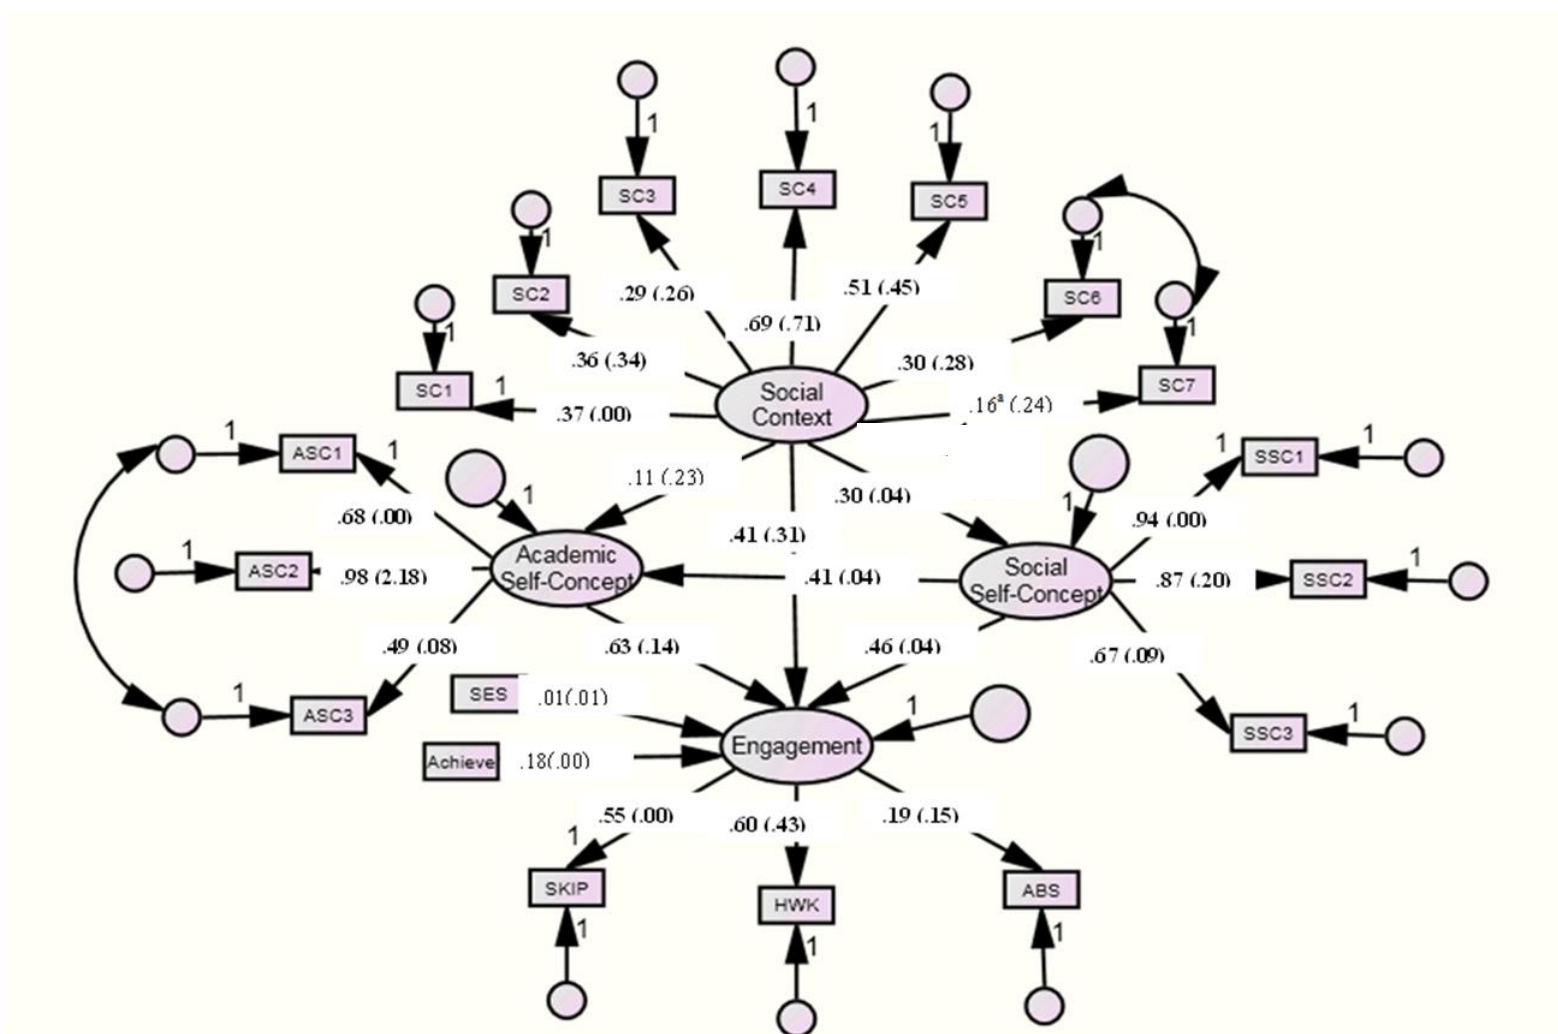 1
1
1
SC3
SC4
SC5
1
1
SC2
.29 (.26)
.51 (.45)
SC6
1
.69 (.71)
1
SC1
1
.36 (.34)
.30 (.28)
SC7
.37 (.00)
Social
Context
.16ª (.24)
1
ASC1
1
1
SSC1
1
.11 (.23)
1
.30 (.04)
1
.68 (.00)
.41 (.31)
.94 (.00)
1
ASC2
.98 (2.18)
Academic
Self-Concept
.41 (.04)
Social
Self-Concept
.87 (.20)
SSC2
1
.49 (.08)
.63 (.14)
.46 (.04)
.67 (.09)
1
ASC3
SES
.01(.01)
1
Engagement
SSC3
1
Achieve
.18(.00)
.55 (.00)
.60 (.43)
.19 (.15)
1
SKIP
HWK
ABS
1
1
1